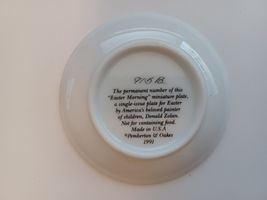 The permanent number of this
"Easter Morning" miniature plate,
a single-issue plate for Easter
by America's beloved painter
of children, Donald Zolan.
Not for containing food.
Made in U.S.A
©Pemberton & Oakes
1991